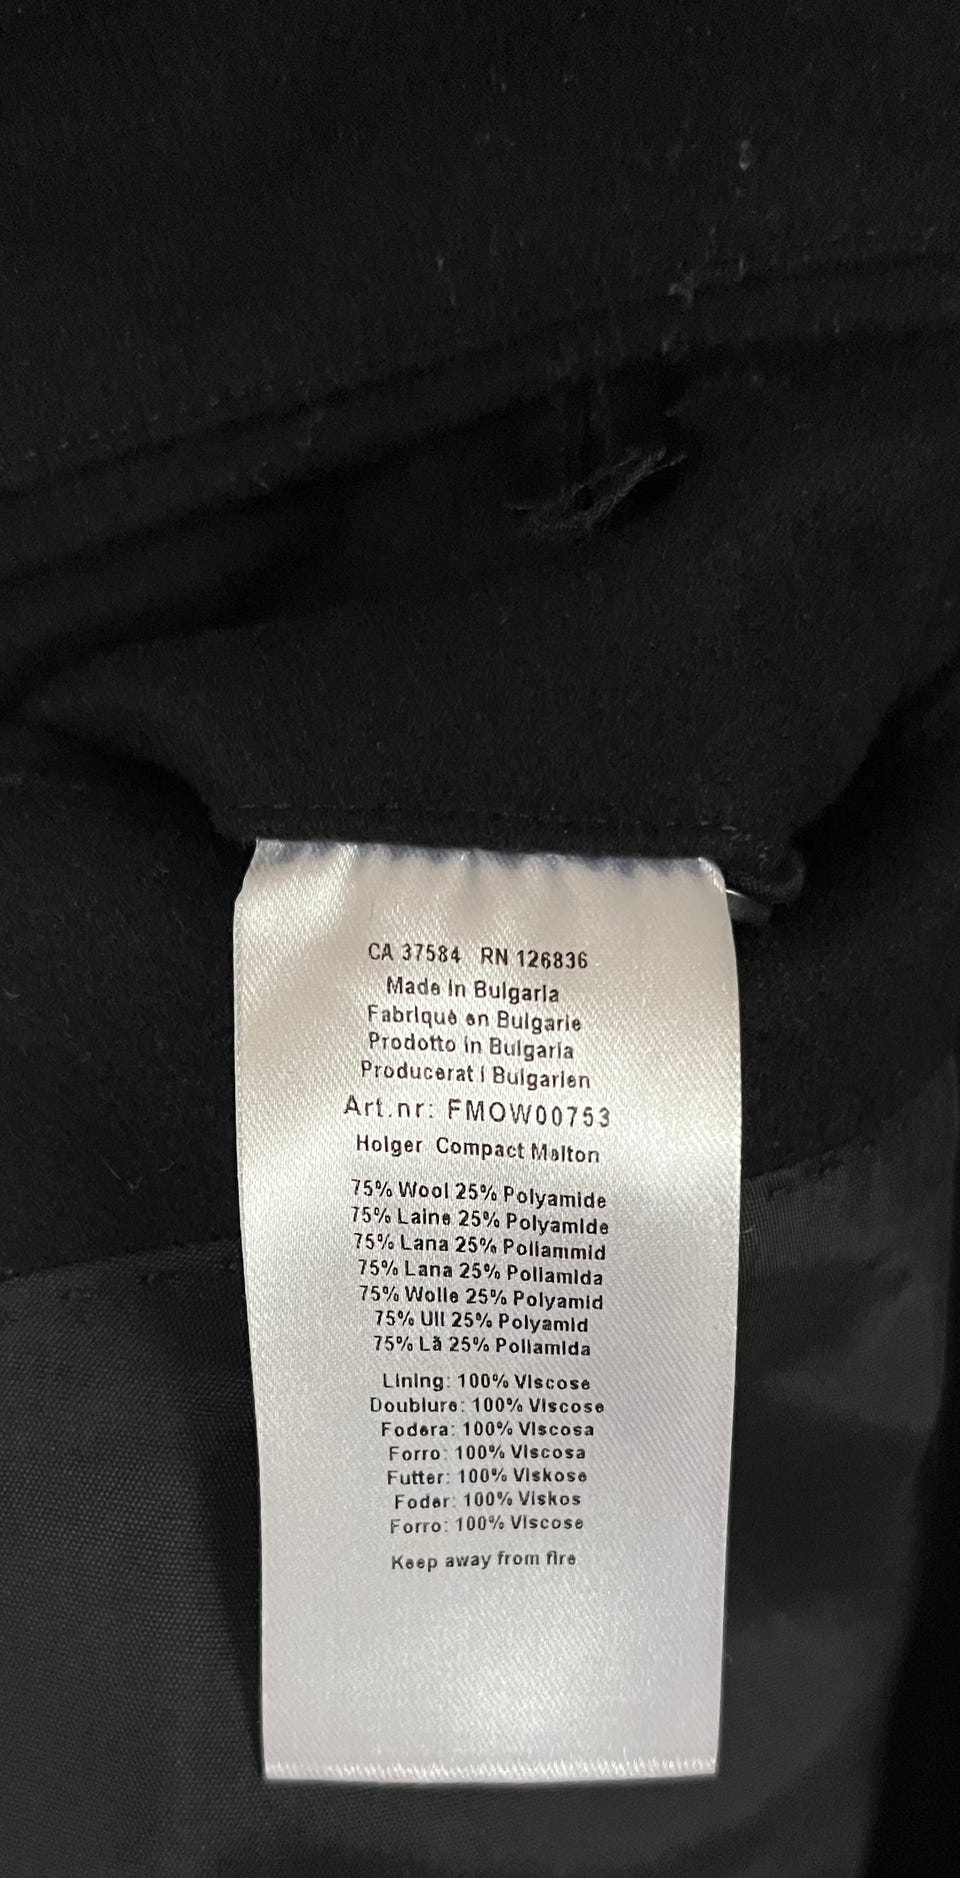 CA 37584 RN 126836
Made in Bulgaria
Fabriquè en Bulgarie
Prodotto in Bulgaria
Producerat i Bulgarien
Art.nr: FMOW00753
Holger Compact Melton
75% Wool 25% Polyamide
75% Laine 25% Polyamide
75% Lana 25% Poliammid
75% Lana 25% Poliamida
75% Wolle 25% Polyamid
75% Ull 25% Polyamid
75% Lã 25% Poliamida
Lining: 100% Viscose
Doublure: 100% Viscose
Fodera: 100% Viscosa
Forro: 100% Viscosa
Futter: 100% Viskose
Foder: 100% Viskos
Forro: 100% Viscose
Keep away from fire